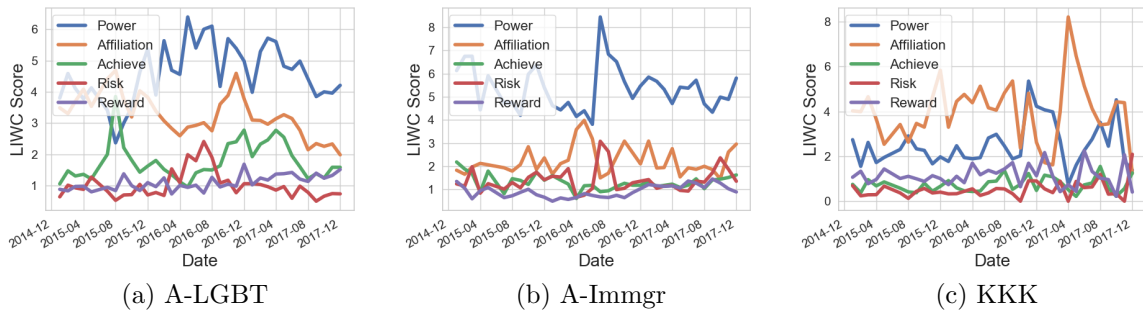 6
5
4
3
2
1
LIWC Score
Power
Affiliation
Achieve
Risk
Reward
2014-12
2015-04
2015-08
2015-12
2016-04
2016-08
2016-12
2017-04
2017-08
2017-12
Date
(a) A-LGBT
8
7
6
5
4
3
2
1
LIWC Score
Power
Affiliation
Achieve
Risk
Reward
2014-12
2015-04
2015-08
2015-12
2016-04
2016-08
2016-12
2017-04
2017-08
2017-12
Date
(b) A-Immgr
8
6
4
2
0
LIWC Score
Power
Affiliation
Achieve
Risk
Reward
2014-12
2015-04
2015-08
2015-12
2016-04
2016-08
2016-12
2017-04
2017-08
2017-12
Date
(c) KKK